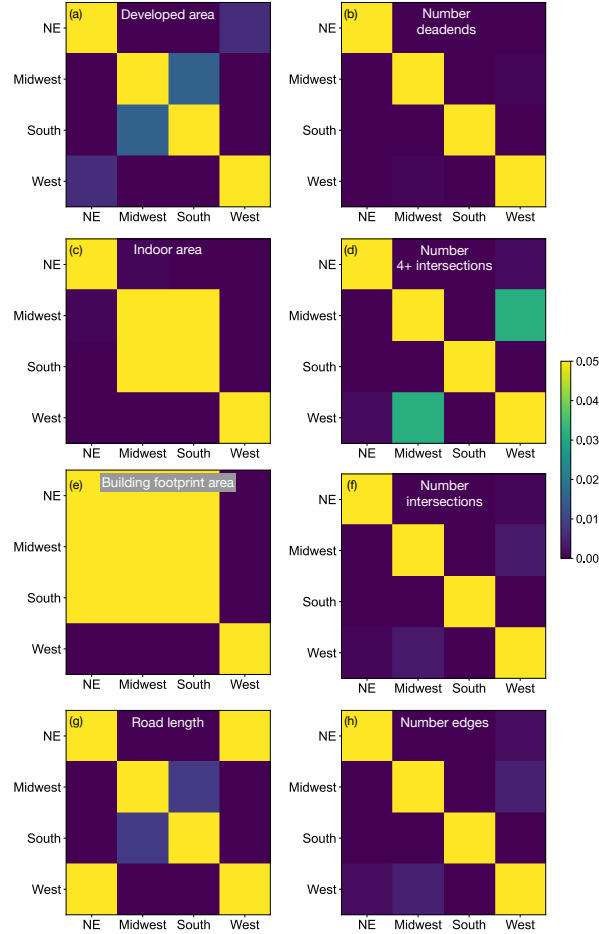 (a) Developed area
NE
Midwest
South
West
NE Midwest South West
(b) Number
deadends
NE
Midwest
South
West
NE Midwest South West
(c) Indoor area
NE
Midwest
South
West
NE Midwest South West
(d) Number
4+ intersections
NE
Midwest
South
West
NE Midwest South West
(e) Building footprint area
NE
Midwest
South
West
NE Midwest South West
(f) Number
intersections
NE
Midwest
South
West
NE Midwest South West
(g) Road length
NE
Midwest
South
West
NE Midwest South West
(h) Number edges
NE
Midwest
South
West
NE Midwest South West
0.05
0.04
0.03
0.02
0.01
0.00